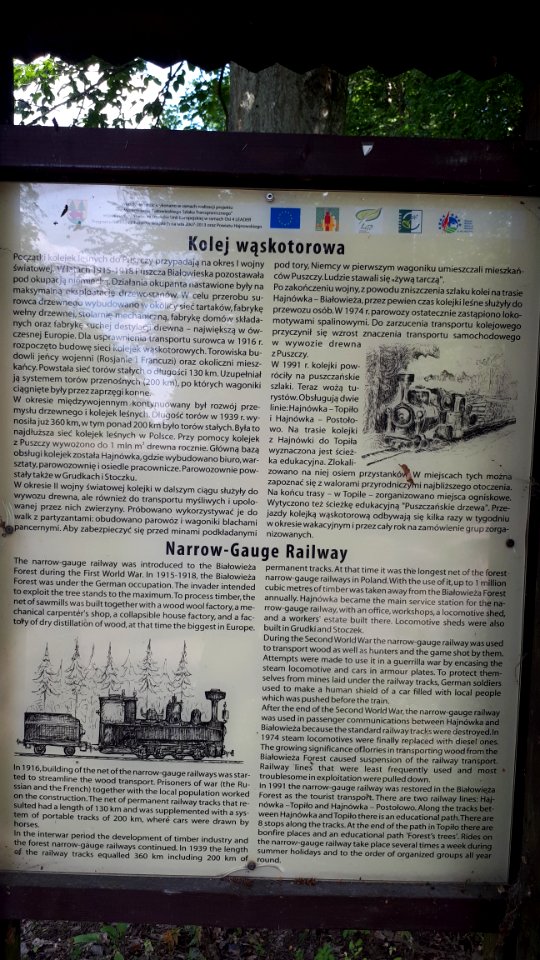 Kolej wąskotorowa
Początki kolejek leśnych do Puszczy przypadają na okres I wojny
światowej. W latach 1915-1918 Puszcza Białowieska pozostawała
pod okupacją niemiecką. Działania okupanta nastawione były na
maksymalną eksploatację drzewostanów. W celu przerobu su-
rowca drzewnego wybudowano w okolicy sieć tartaków, fabrykę
wełny drzewnej, stolarnię mechaniczną, fabrykę domów składa-
nych oraz fabrykę suchej destylacji drewna – największą w ów-
czesnej Europie. Dla usprawnienia transportu surowca w 1916 r.
rozpoczęto budowę sieci kolejek wąskotorowych. Torowiska bu-
dowli jeńcy wojenni (Rosjanie i Francuzi) oraz okoliczni miesz-
kańcy. Powstała sieć torów stałych o długości 130 km. Uzupełniał
ją system torów przenośnych (200 km), po których wagoniki
ciągnięte były przez zaprzęgi konne.
W okresie międzywojennym kontynuowany był rozwój prze-
mysłu drzewnego i kolejek leśnych. Długość torów w 1939 r. wy-
nosiła już 360 km, w tym ponad 200 km było torów stałych. Była to
najdłuższa sieć kolejek leśnych w Polsce. Przy pomocy kolejek
z Puszczy wywożono do 1 mln m³ drewna rocznie. Główną bazą
obsługi kolejek została Hajnówka, gdzie wybudowano biuro, war-
sztaty, parowozownię i osiedle pracownicze. Parowozownie pow-
stały także w Grudkach i Stoczku.
W okresie II wojny światowej kolejki w dalszym ciągu służyły do
wywozu drewna, ale również do transportu myśliwych i upolo-
wanej przez nich zwierzyny. Próbowano wykorzystywać je do
walk z partyzantami: obudowano parowóz i wagoniki blachami
pancernymi. Aby zabezpieczyć się przed minami podkładanymi
pod tory, Niemcy w pierwszym wagoniku umieszczali mieszkań-
ców Puszczy. Ludzie stawali się „żywą tarczą”.
Po zakończeniu wojny, z powodu zniszczenia szlaku kolei na trasie
Hajnówka – Białowieża, przez pewien czas kolejki leśne służyły do
przewozu osób. W 1974 r. parowozy ostatecznie zastąpiono loko-
motywami spalinowymi. Do zarzucenia transportu kolejowego
przyczynił się wzrost znaczenia transportu samochodowego
w wywozie drewna
z Puszczy.
W 1991 r. kolejki pow-
róciły na puszczańskie
szlaki. Teraz wożą tu-
rystów. Obsługują dwie
linie: Hajnówka – Topiło
i Hajnówka – Postoło-
wo. Na trasie kolejki
z Hajnówki do Topiła
wyznaczona jest ścież-
ka edukacyjna. Zlokali-
zowano na niej osiem przystanków. W miejscach tych można
zapoznać się z walorami przyrodniczymi najbliższego otoczenia.
Na końcu trasy – w Topile – zorganizowano miejsca ogniskowe.
Wytyczono też ścieżkę edukacyjną "Puszczańskie drzewa". Prze-
jazdy kolejką wąskotorową odbywają się kilka razy w tygodniu
w okresie wakacyjnym i przez cały rok na zamówienie grup zorga-
nizowanych.
Narrow-Gauge Railway
The narrow-gauge railway was introduced to the Białowieża
Forest during the First World War. In 1915-1918, the Białowieża
Forest was under the German occupation. The invader intended
to exploit the tree stands to the maximum. To process timber, the
net of sawmills was built together with a wood wool factory, a me-
chanical carpenter's shop, a collapsible house factory, and a fac-
tory of dry distillation of wood, at that time the biggest in Europe.
In 1916, building of the net of the narrow-gauge railways was star-
ted to streamline the wood transport. Prisoners of war (the Ru-
ssian and the French) together with the local population worked
on the construction. The net of permanent railway tracks that re-
sulted had a length of 130 km and was supplemented with a sys-
tem of portable tracks of 200 km, where cars were drawn by
horses.
In the interwar period the development of timber industry and
the forest narrow-gauge railways continued. In 1939 the length
of the railway tracks equalled 360 km including 200 km of
permanent tracks. At that time it was the longest net of the forest
narrow-gauge railways in Poland. With the use of it, up to 1 million
cubic metres of timber was taken away from the Białowieża Forest
annually. Hajnówka became the main service station for the na-
rrow-gauge railway, with an office, workshops, a locomotive shed,
and a workers' estate built there. Locomotive sheds were also
built in Grudki and Stoczek.
During the Second World War the narrow-gauge railway was used
to transport wood as well as hunters and the game shot by them.
Attempts were made to use it in a guerrilla war by encasing the
steam locomotive and cars in armour plates. To protect them-
selves from mines laid under the railway tracks, German soldiers
used to make a human shield of a car filled with local people
which was pushed before the train.
After the end of the Second World War, the narrow-gauge railway
was used in passenger communications between Hajnówka and
Białowieża because the standard railway tracks were destroyed. In
1974 steam locomotives were finally replaced with diesel ones.
The growing significance of lorries in transporting wood from the
Białowieża Forest caused suspension of the railway transport.
Railway lines that were least frequently used and most
troublesome in exploitation were pulled down.
In 1991 the narrow-gauge railway was restored in the Białowieża
Forest as the tourist transport. There are two railway lines: Haj-
nówka – Topiło and Hajnówka – Postołowo. Along the tracks bet-
ween Hajnówka and Topiło there is an educational path. There are
8 stops along the tracks. At the end of the path in Topiło there are
bonfire places and an educational path 'Forest's trees'. Rides on
the narrow-gauge railway take place several times a week during
summer holidays and to the order of organized groups all year
round.